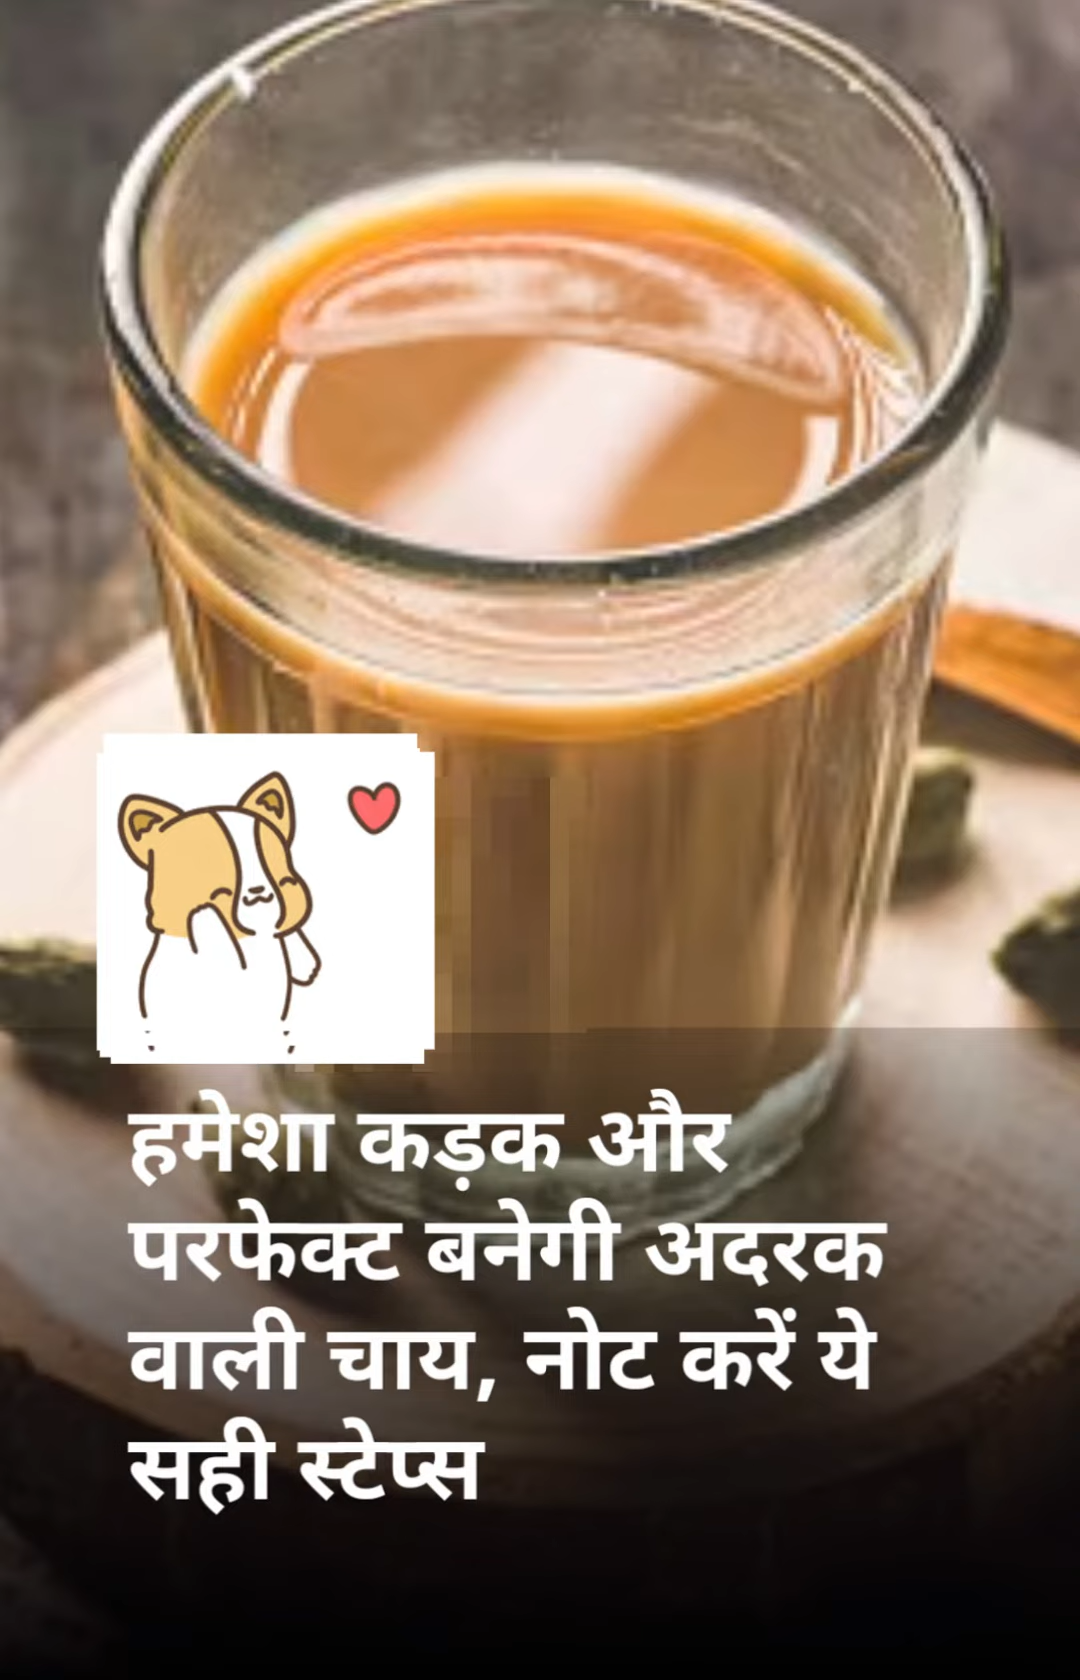 हमेशा कड़क और
परफेक्ट बनेगी अदरक
वाली चाय, नोट करें ये
सही स्टेप्स